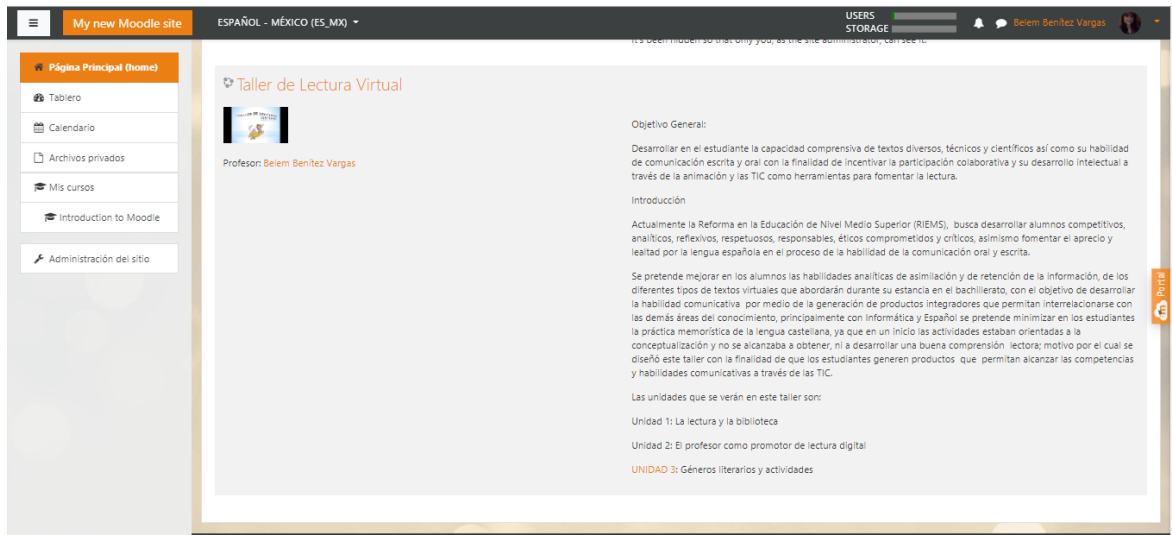 My new Moodle site
ESPAÑOL - MÉXICO (ES_MX)
USERS
STORAGE
Belem Benítez Vargas
It's been hidden so that only you, as the site administrator, can see it.
Página Principal (home)
Tablero
Calendario
Archivos privados
Mis cursos
Introduction to Moodle
Administración del sitio
Taller de Lectura Virtual
Profesor: Belem Benítez Vargas
Objetivo General:
Desarrollar en el estudiante la capacidad comprensiva de textos diversos, técnicos y científicos así como su habilidad
de comunicación escrita y oral con la finalidad de incentivar la participación colaborativa y su desarrollo intelectual a
través de la animación y las TIC como herramientas para fomentar la lectura.
Introducción
Actualmente la Reforma en la Educación de Nivel Medio Superior (RIEMS), busca desarrollar alumnos competitivos,
analíticos, reflexivos, respetuosos, responsables, éticos comprometidos y críticos, asimismo fomentar el aprecio y
lealtad por la lengua española en el proceso de la habilidad de la comunicación oral y escrita.
Se pretende mejorar en los alumnos las habilidades analíticas de asimilación y de retención de la información, de los
diferentes tipos de textos virtuales que abordarán durante su estancia en el bachillerato, con el objetivo de desarrollar
la habilidad comunicativa por medio de la generación de productos integradores que permitan interrelacionarse con
las demás áreas del conocimiento, principalmente con Informática y Español se pretende minimizar en los estudiantes
la práctica memorística de la lengua castellana, ya que en un inicio las actividades estaban orientadas a la
conceptualización y no se alcanzaba a obtener, ni a desarrollar una buena comprensión lectora; motivo por el cual se
diseñó este taller con la finalidad de que los estudiantes generen productos que permitan alcanzar las competencias
y habilidades comunicativas a través de las TIC.
Las unidades que se verán en este taller son:
Unidad 1: La lectura y la biblioteca
Unidad 2: El profesor como promotor de lectura digital
UNIDAD 3: Géneros literarios y actividades
Portal